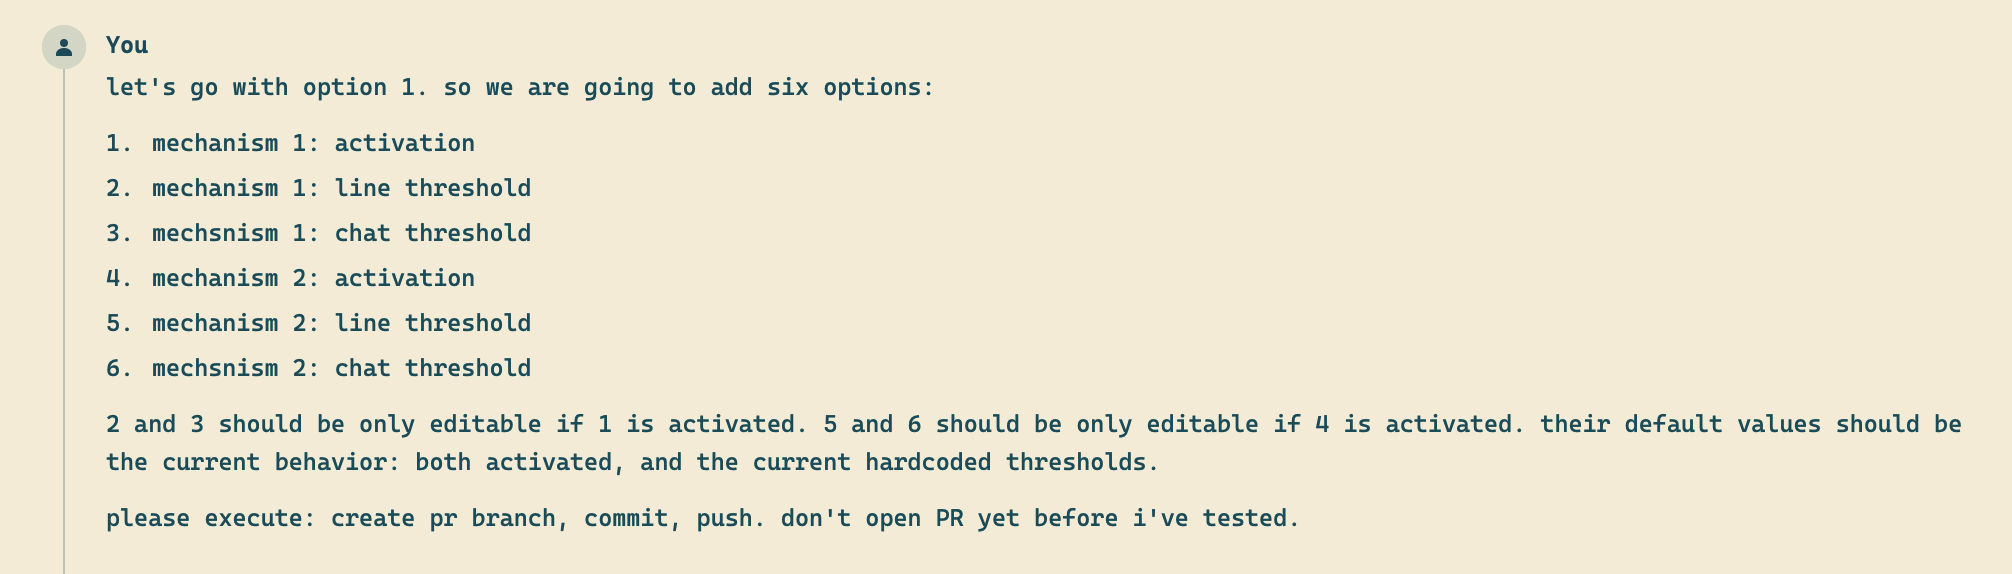 You
let's go with option 1. so we are going to add six options:
1. mechanism 1: activation
2. mechanism 1: line threshold
3. mechsnism 1: chat threshold
4. mechanism 2: activation
5. mechanism 2: line threshold
6. mechsnism 2: chat threshold
2 and 3 should be only editable if 1 is activated. 5 and 6 should be only editable if 4 is activated. their default values should be
the current behavior: both activated, and the current hardcoded thresholds.
please execute: create pr branch, commit, push. don't open PR yet before i've tested.